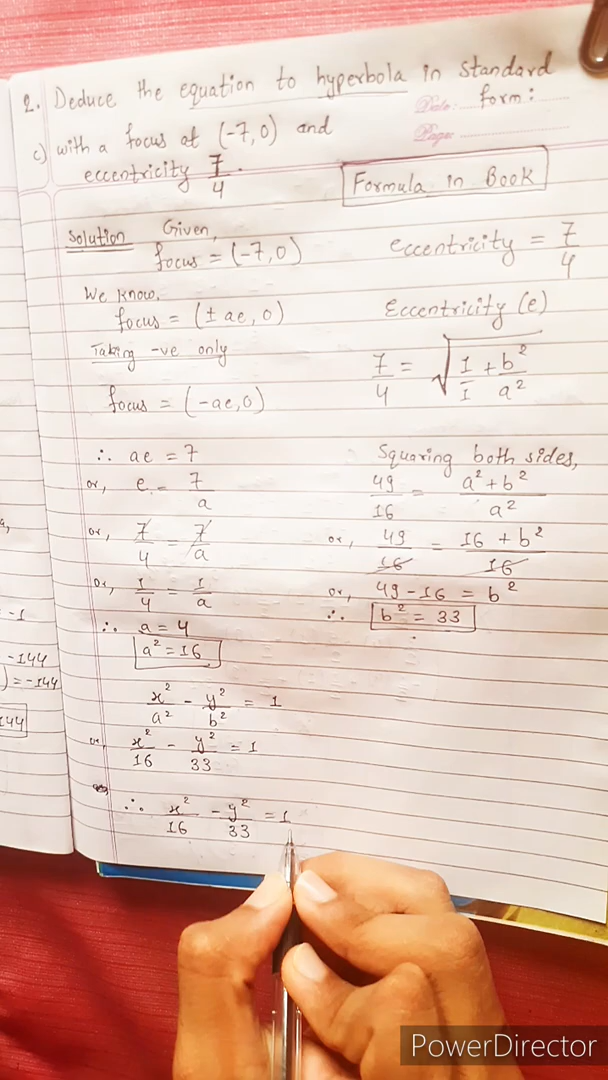 2. Deduce the equation to hyperbola in standard form:
Date:
Page:
c) with a focus at (-7,0) and
eccentricity 7/4.
Formula in Book
Solution Given,
focus = (-7,0)
We know,
focus = (± ae, 0)
Taking -ve only
focus = (-ae,0)
∴ ae = 7
or, e = 7/a
or, 7/4 = 7/a
or, 1/4 = 1/a
∴ a = 4
a² = 16
eccentricity = 7/4
Eccentricity (e)
7/4 = √(1/1 + b²/a²)
Squaring both sides,
49/16 = (a² + b²)/a²
or, 49/16 = (16 + b²)/16
or, 49 - 16 = b²
∴ b² = 33
x²/a² - y²/b² = 1
or, x²/16 - y²/33 = 1
∴ x²/16 - y²/33 = 1
-1
-144
) = -144
144
PowerDirector